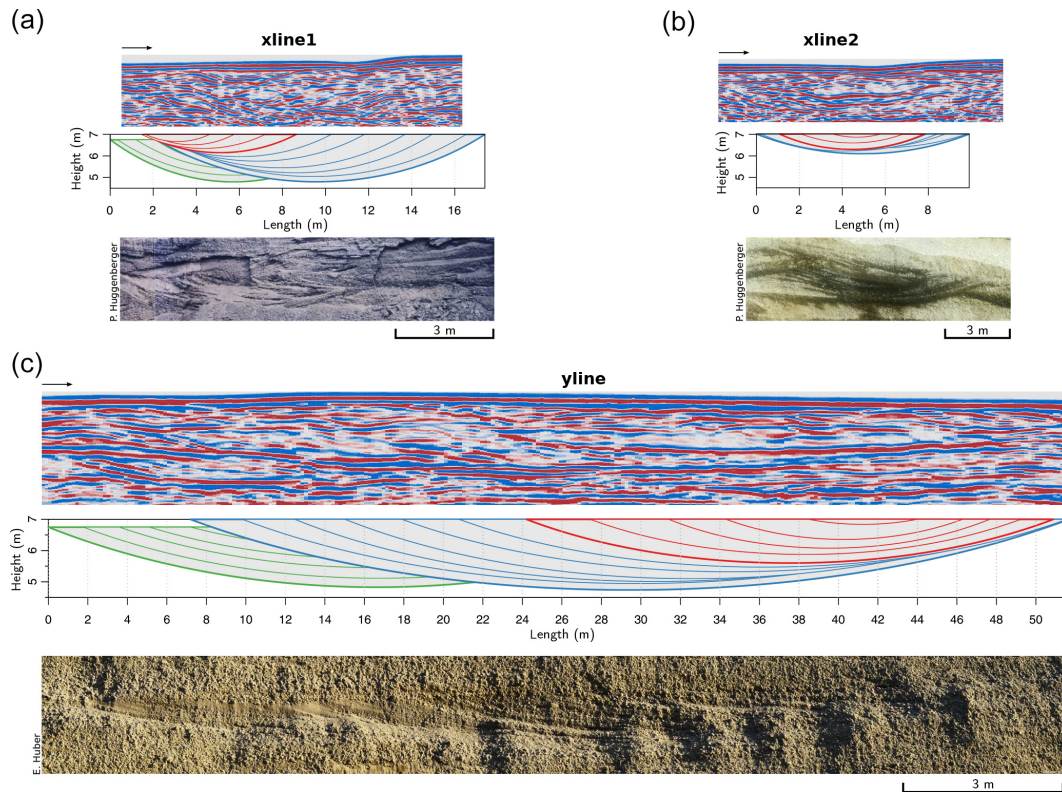 (a)
xline1
Height (m)
7
6
5
0 2 4 6 8 10 12 14 16
Length (m)
P. Huggenberger
3 m
(b)
xline2
Height (m)
7
6
5
0 2 4 6 8
Length (m)
P. Huggenberger
3 m
(c)
yline
Height (m)
7
6
5
0 2 4 6 8 10 12 14 16 18 20 22 24 26 28 30 32 34 36 38 40 42 44 46 48 50
Length (m)
E. Huber
3 m